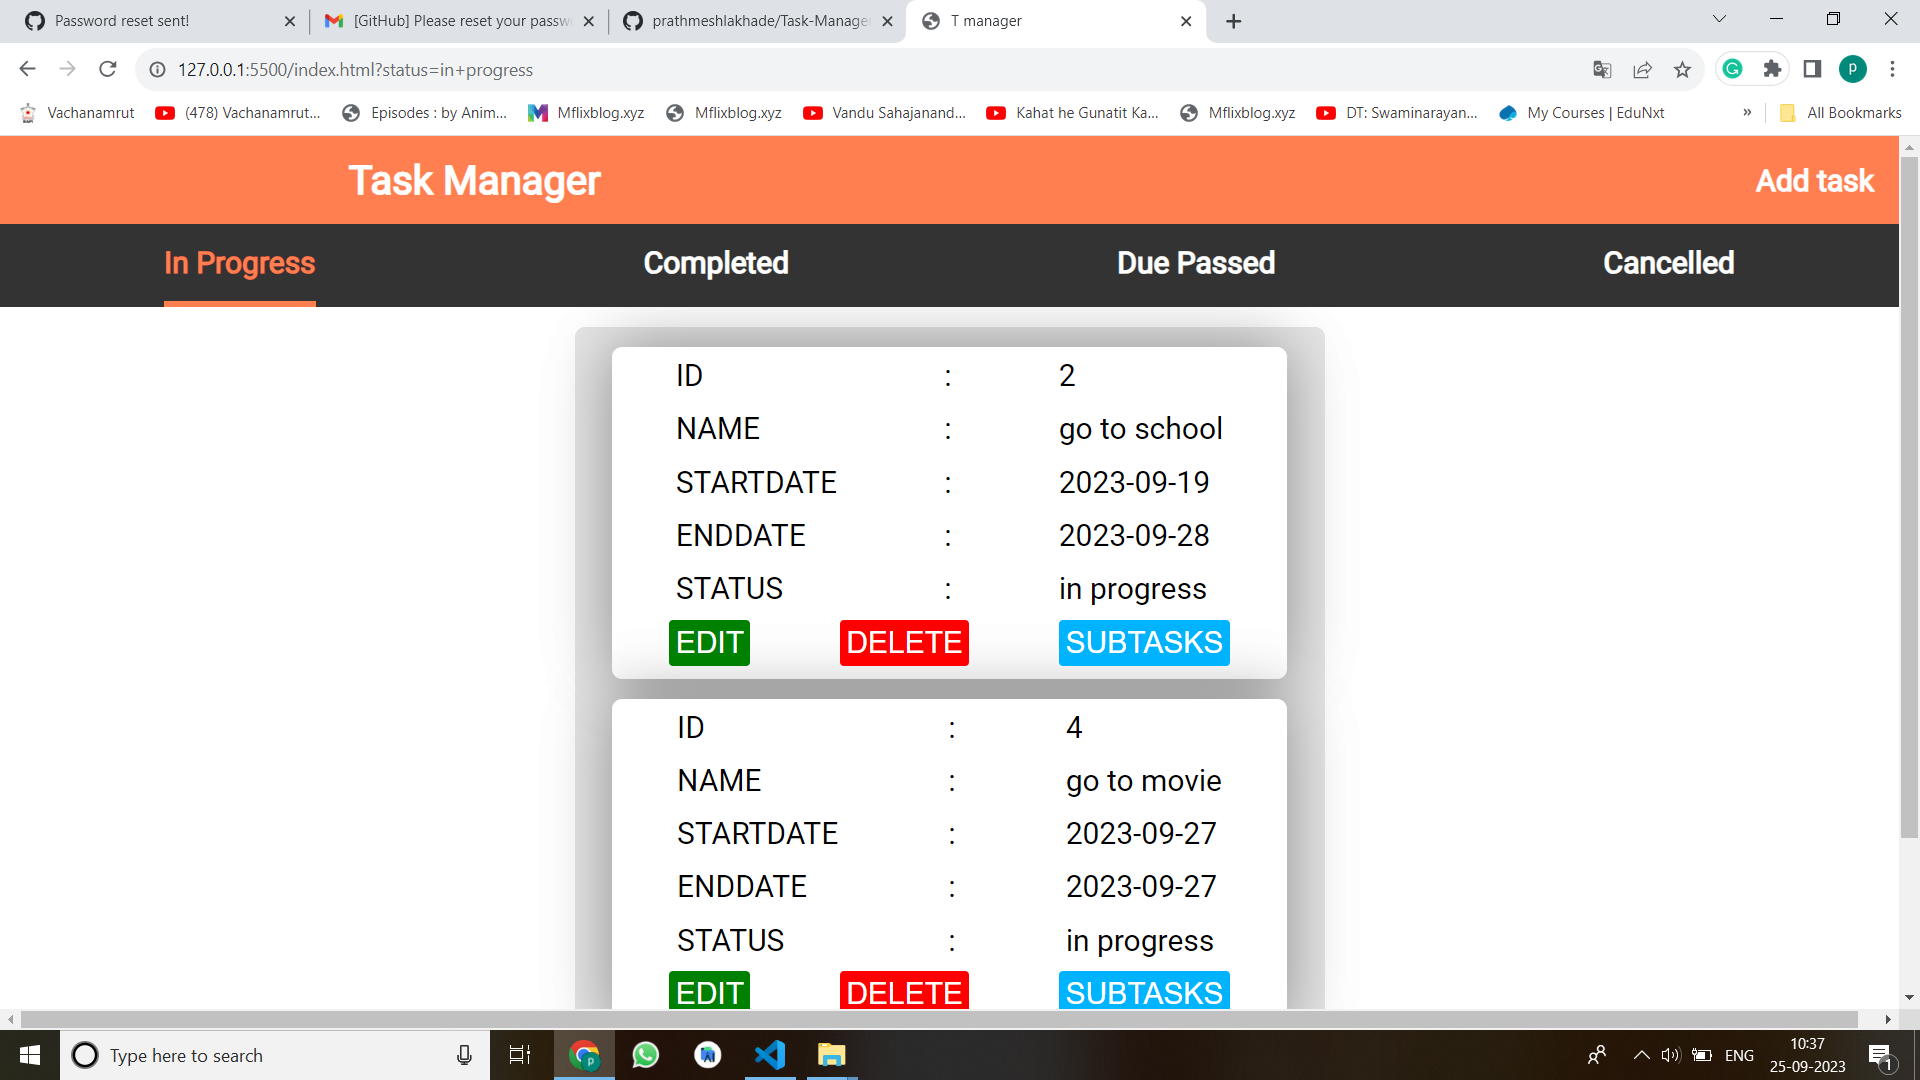 Password reset sent!
[GitHub] Please reset your passw
prathmeshlakhade/Task-Manage
T manager
127.0.0.1:5500/index.html?status=in+progress
P
Vachanamrut
(478) Vachanamrut...
Episodes : by Anim...
Mflixblog.xyz
Mflixblog.xyz
Vandu Sahajanand...
Kahat he Gunatit Ka...
Mflixblog.xyz
DT: Swaminarayan...
My Courses | EduNxt
»
All Bookmarks
Task Manager
Add task
In Progress
Completed
Due Passed
Cancelled
ID : 2
NAME : go to school
STARTDATE : 2023-09-19
ENDDATE : 2023-09-28
STATUS : in progress
EDIT DELETE SUBTASKS
ID : 4
NAME : go to movie
STARTDATE : 2023-09-27
ENDDATE : 2023-09-27
STATUS : in progress
EDIT DELETE SUBTASKS
Type here to search
ENG
10:37
25-09-2023
1